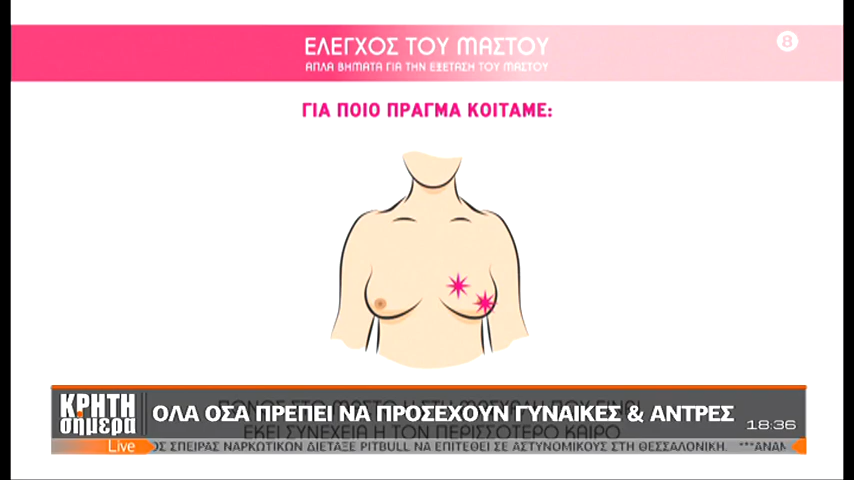 ΕΛΕΓΧΟΣ ΤΟΥ ΜΑΣΤΟΥ
8
ΑΠΛΑ ΒΗΜΑΤΑ ΓΙΑ ΤΗΝ ΕΞΕΤΑΣΗ ΤΟΥ ΜΑΣΤΟΥ
ΓΙΑ ΠΟΙΟ ΠΡΑΓΜΑ ΚΟΙΤΑΜΕ:
ΚΡΗΤΗ
σήμερα
ΟΛΑ ΟΣΑ ΠΡΕΠΕΙ ΝΑ ΠΡΟΣΕΧΟΥΝ ΓΥΝΑΙΚΕΣ & ΑΝΤΡΕΣ
ΕΚΕΙ ΣΥΝΕΧΕΙΑ Ή ΤΟΝ ΠΕΡΙΣΣΟΤΕΡΟ ΚΑΙΡΟ
18:36
Live
ΟΣ ΣΠΕΙΡΑΣ ΝΑΡΚΩΤΙΚΩΝ ΔΙΕΤΑΞΕ PITBULL ΝΑ ΕΠΙΤΕΘΕΙ ΣΕ ΑΣΤΥΝΟΜΙΚΟΥΣ ΣΤΗ ΘΕΣΣΑΛΟΝΙΚΗ. ***ΑΝΑΝ